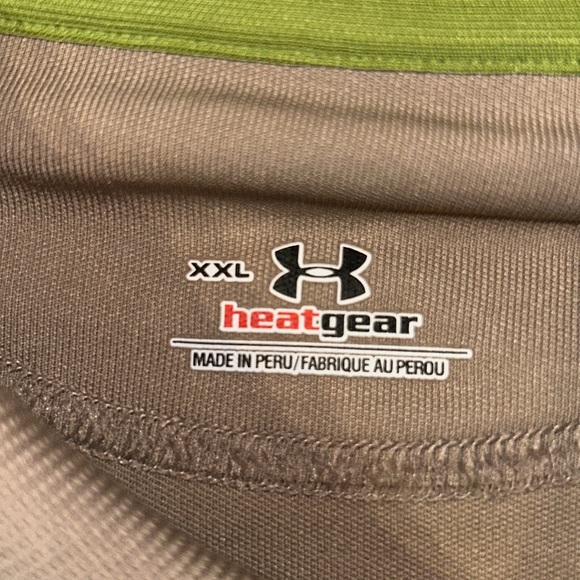 XXL
heatgear
MADE IN PERU/FABRIQUE AU PEROU